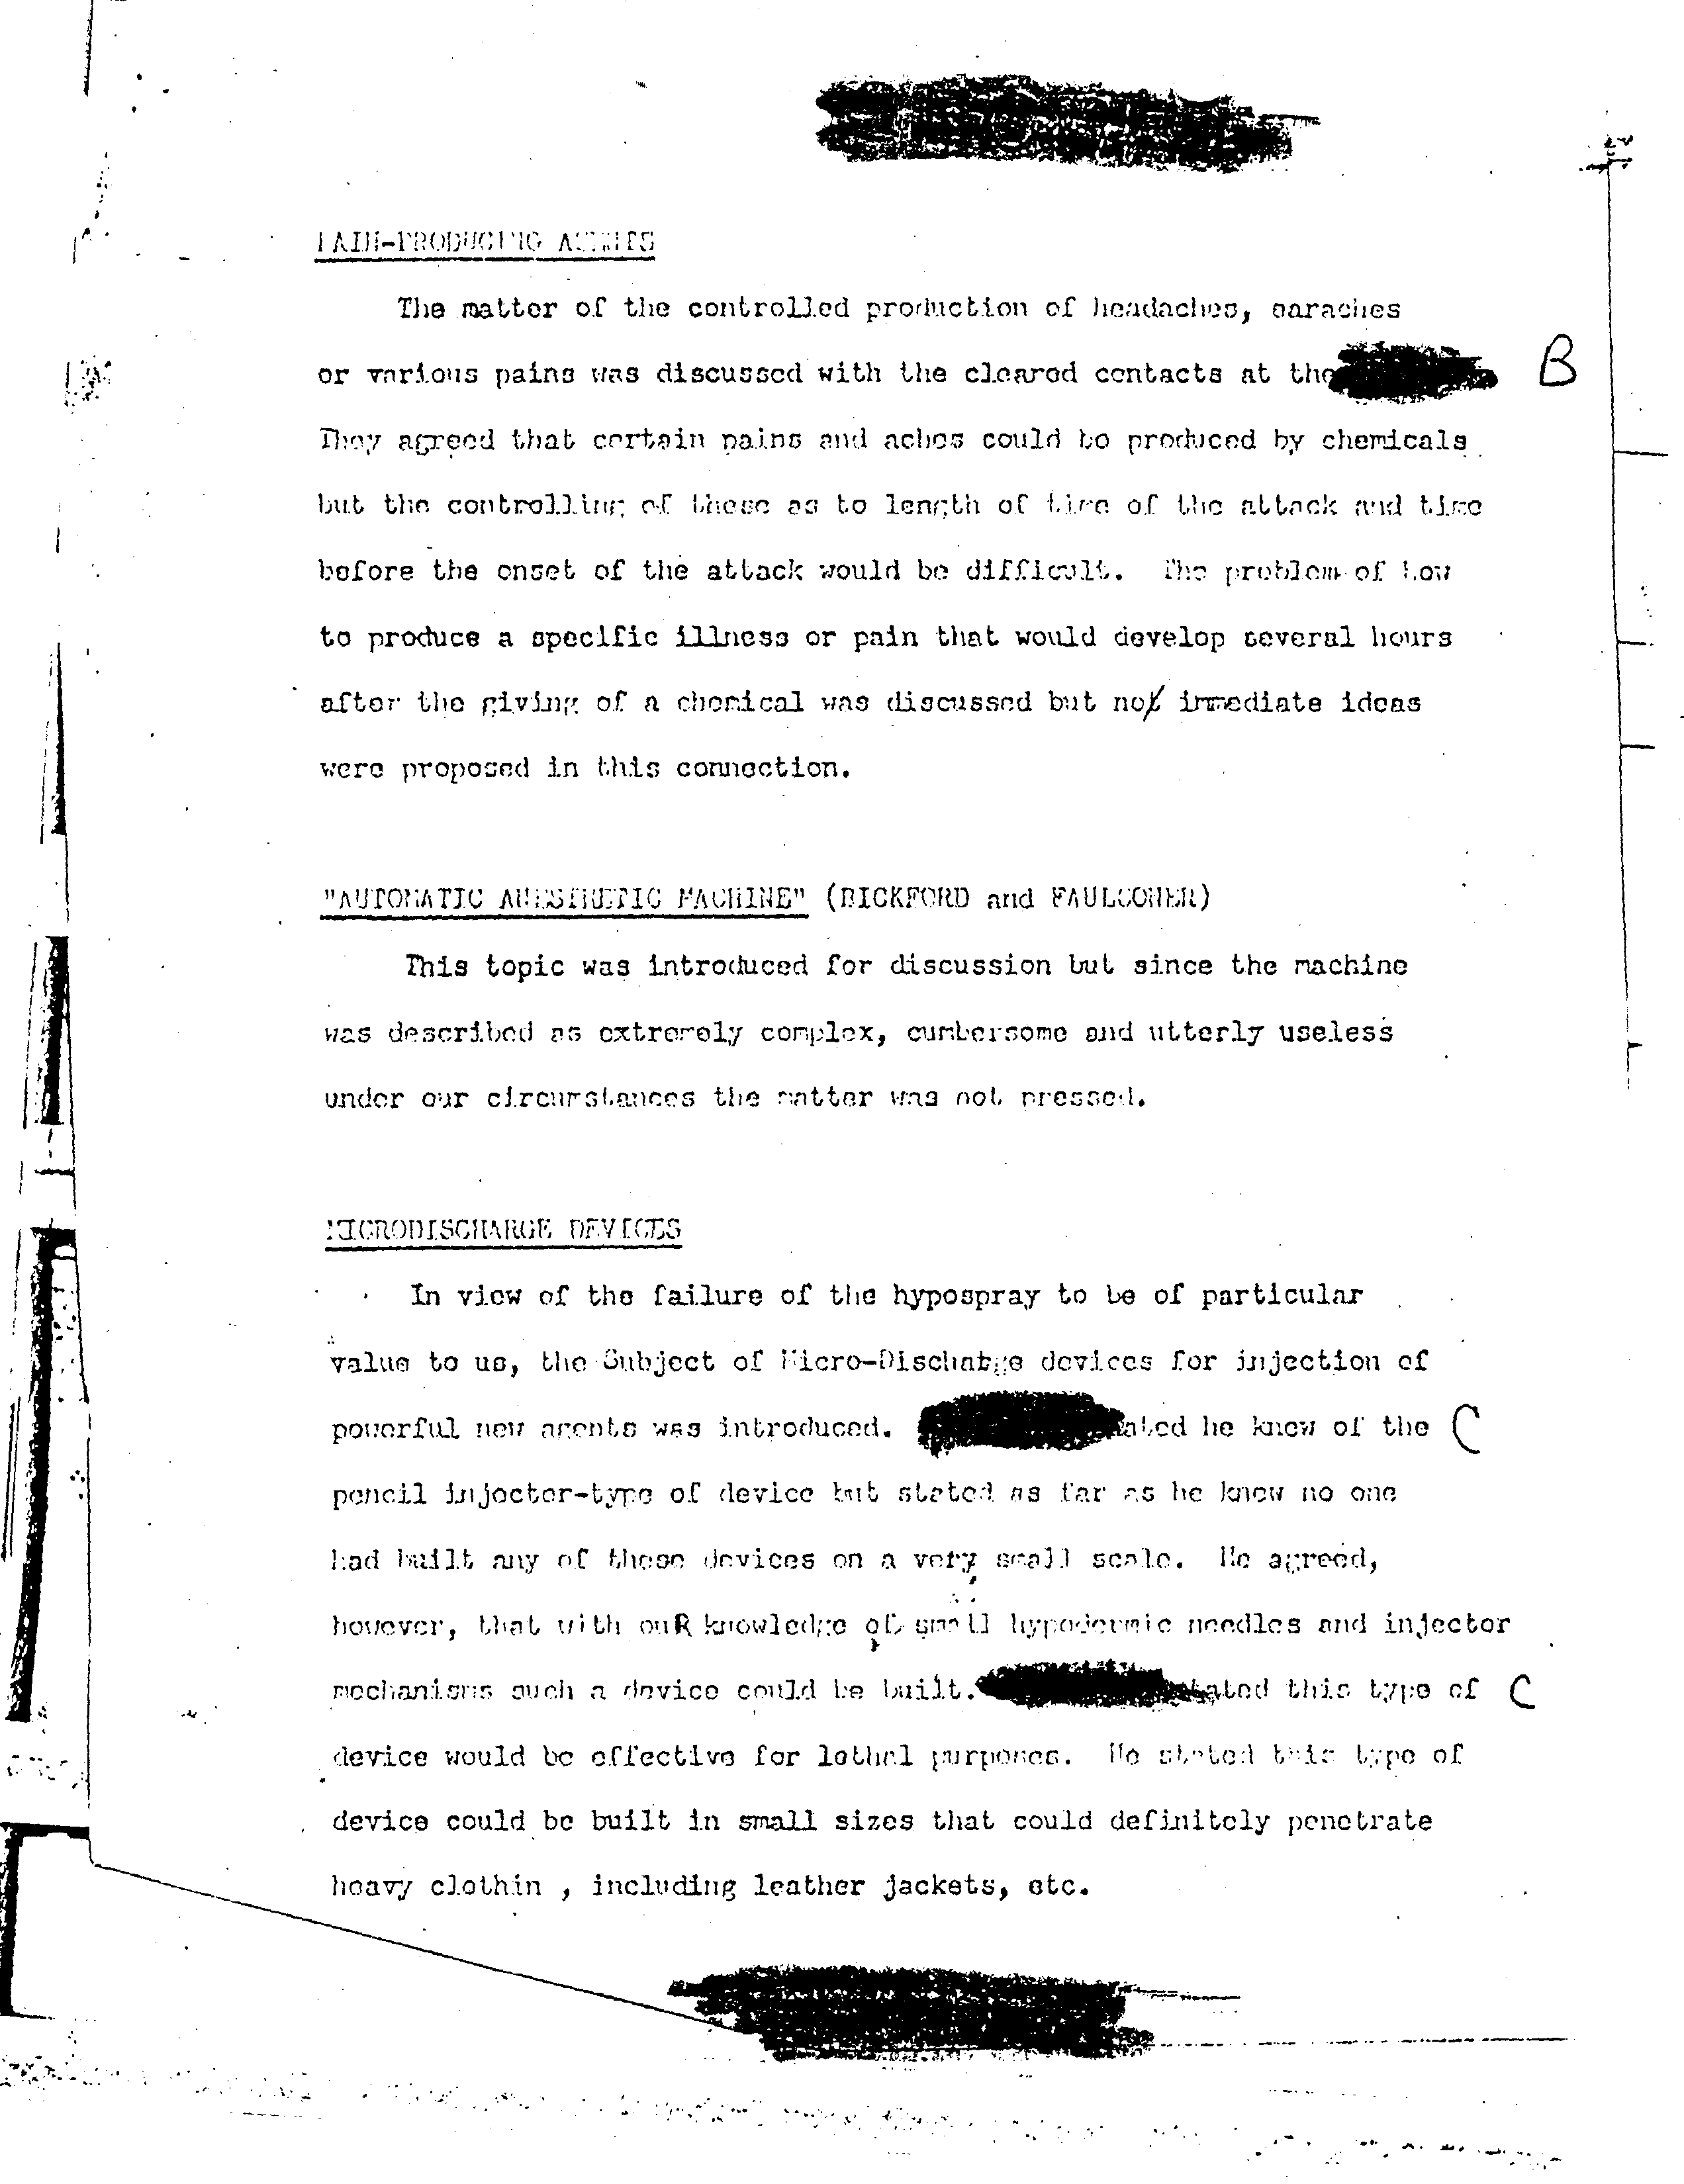 PAIN-PRODUCING AGENTS
The matter of the controlled production of headaches, earaches
or various pains was discussed with the cleared contacts at the
B
They agreed that certain pains and aches could be produced by chemicals
but the controlling of these as to length of time of the attack and time
before the onset of the attack would be difficult. The problem of how
to produce a specific illness or pain that would develop several hours
after the giving of a chemical was discussed but no immediate ideas
were proposed in this connection.
"AUTOMATIC ANESTHETIC MACHINE" (BICKFORD and FAULCONER)
This topic was introduced for discussion but since the machine
was described as extremely complex, cumbersome and utterly useless
under our circumstances the matter was not pressed.
MICRODISCHARGE DEVICES
In view of the failure of the hypospray to be of particular
value to us, the Subject of Micro-Discharge devices for injection of
powerful new agents was introduced. ated he knew of the C
pencil injector-type of device but stated as far as he knew no one
had built any of these devices on a very small scale. He agreed,
however, that with ouR knowledge of small hypodermic needles and injector
mechanisms such a device could be built. tated this type of C
device would be effective for lethal purposes. He stated this type of
device could be built in small sizes that could definitely penetrate
heavy clothin , including leather jackets, etc.